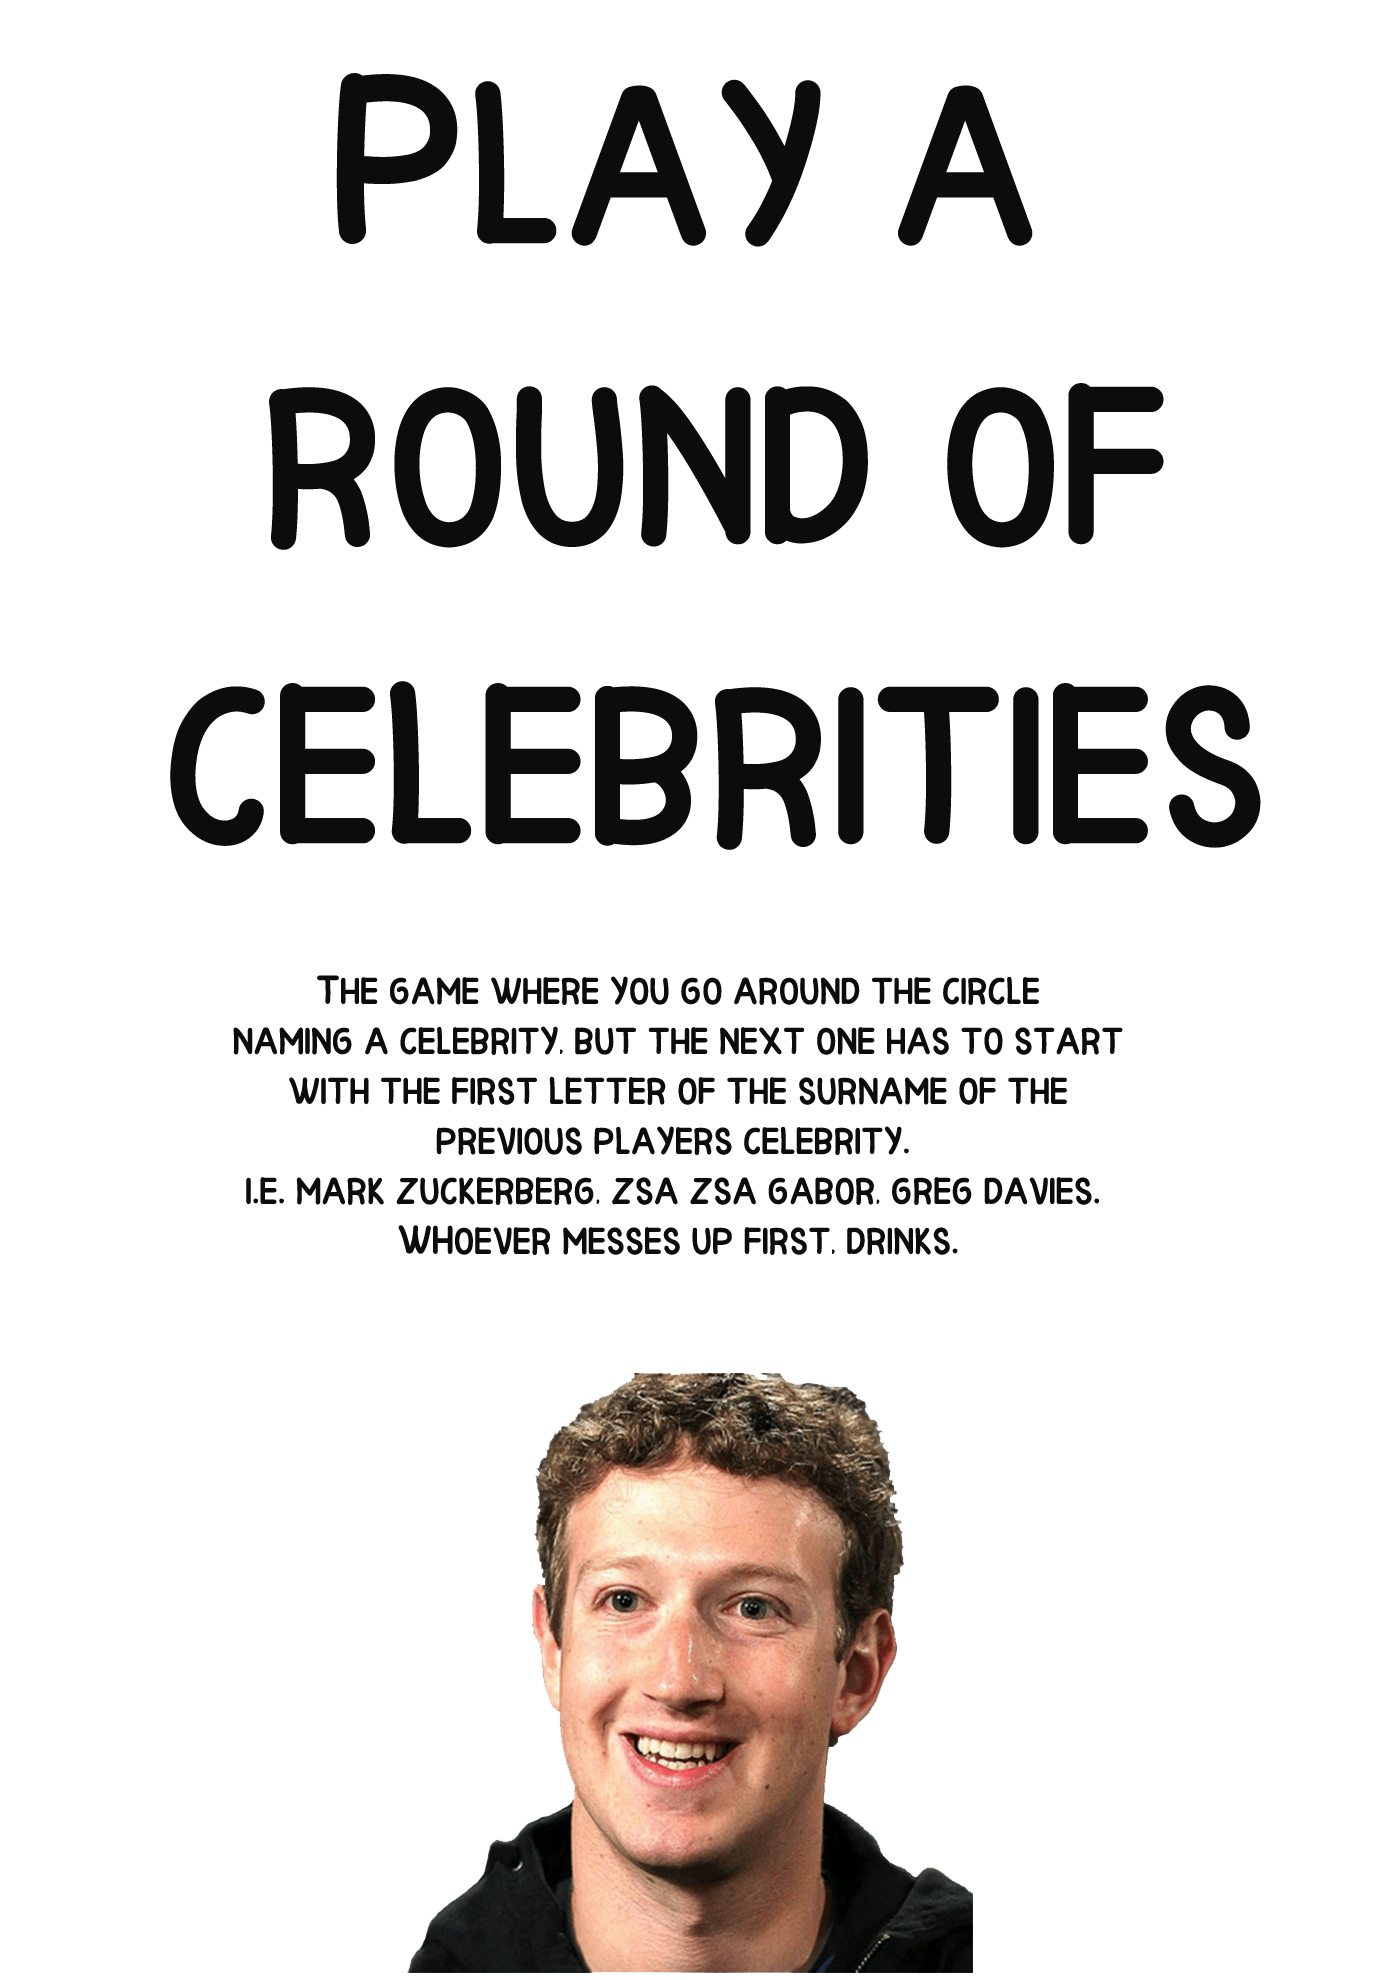 PLAY A
ROUND OF
CELEBRITIES
THE GAME WHERE YOU GO AROUND THE CIRCLE
NAMING A CELEBRITY, BUT THE NEXT ONE HAS TO START
WITH THE FIRST LETTER OF THE SURNAME OF THE
PREVIOUS PLAYERS CELEBRITY.
I.E. MARK ZUCKERBERG, ZSA ZSA GABOR, GREG DAVIES.
WHOEVER MESSES UP FIRST, DRINKS.